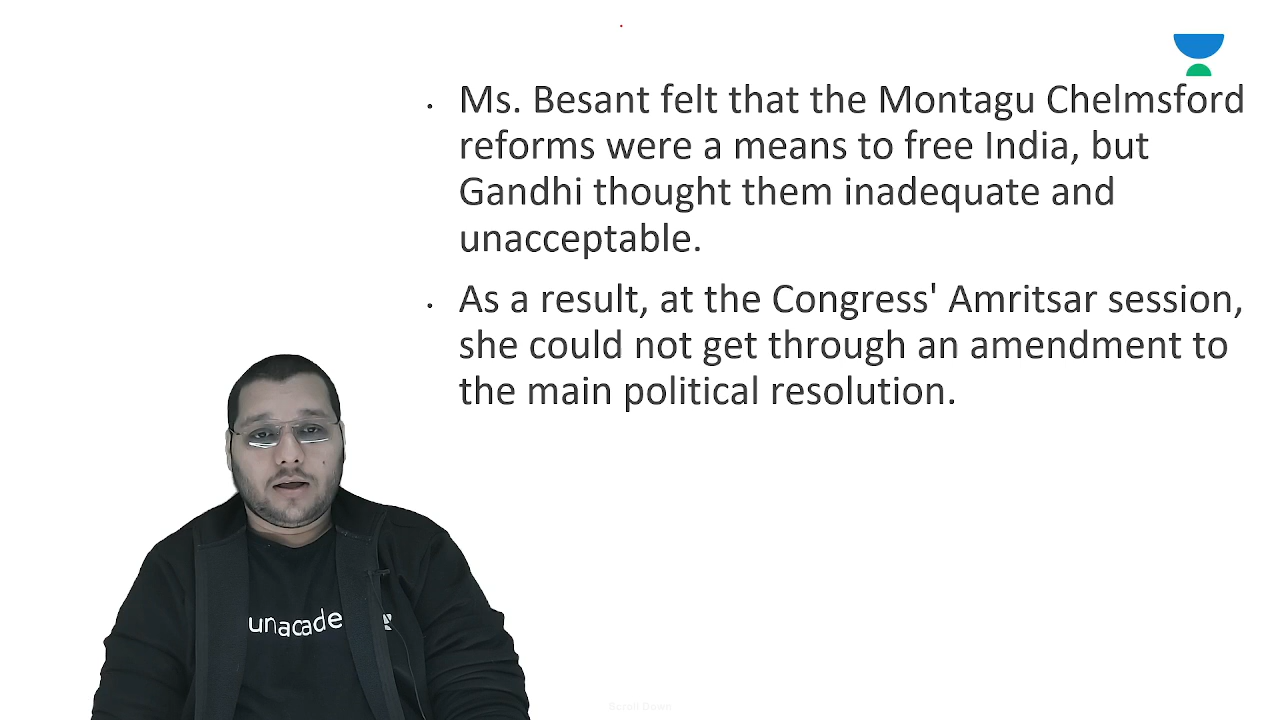 Ms. Besant felt that the Montagu Chelmsford
reforms were a means to free India, but
Gandhi thought them inadequate and
unacceptable.
As a result, at the Congress' Amritsar session,
she could not get through an amendment to
the main political resolution.
unacade
Scroll Down